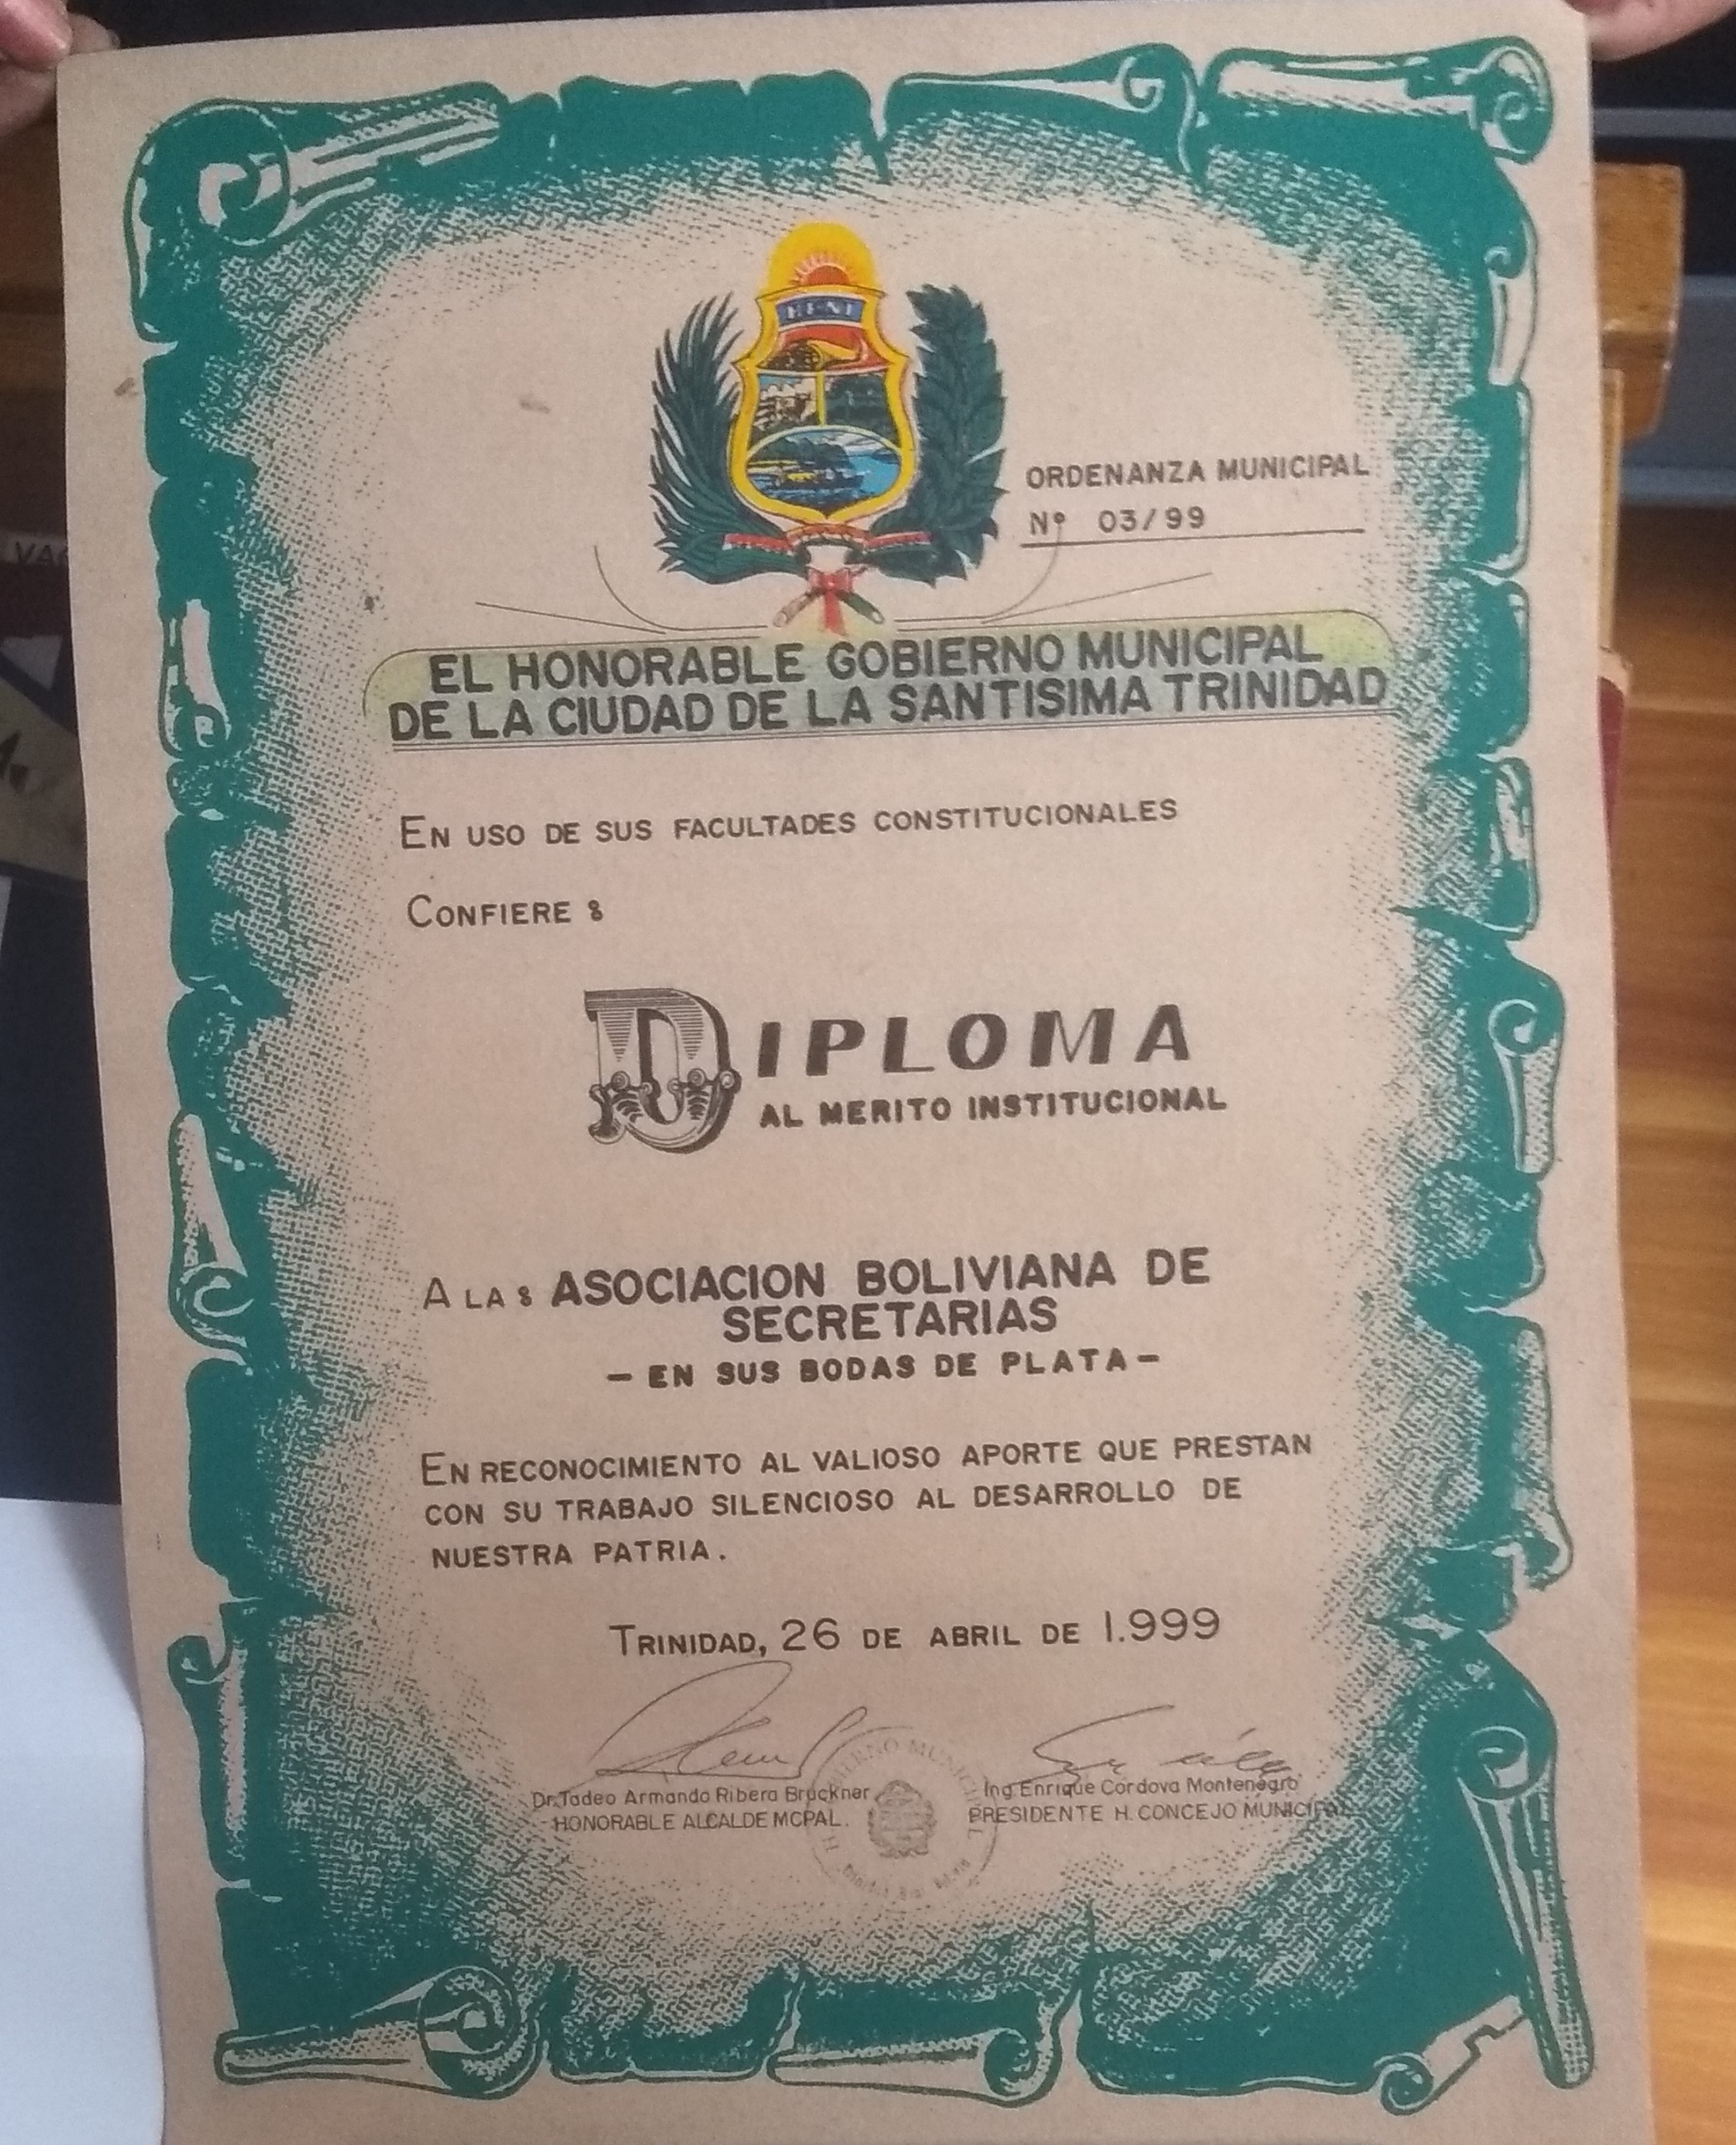 BENI
ORDENANZA MUNICIPAL
Nº 03/99
EL HONORABLE GOBIERNO MUNICIPAL
DE LA CIUDAD DE LA SANTISIMA TRINIDAD
EN USO DE SUS FACULTADES CONSTITUCIONALES
CONFIERE :
DIPLOMA
AL MERITO INSTITUCIONAL
A LA : ASOCIACION BOLIVIANA DE
SECRETARIAS
- EN SUS BODAS DE PLATA -
EN RECONOCIMIENTO AL VALIOSO APORTE QUE PRESTAN
CON SU TRABAJO SILENCIOSO AL DESARROLLO DE
NUESTRA PATRIA.
TRINIDAD, 26 DE ABRIL DE 1.999
Dr. Tadeo Armando Ribera Bruckner
HONORABLE ALCALDE MCPAL.
Ing Enrique Cordova Montenegro
PRESIDENTE H. CONCEJO MUNICIPAL